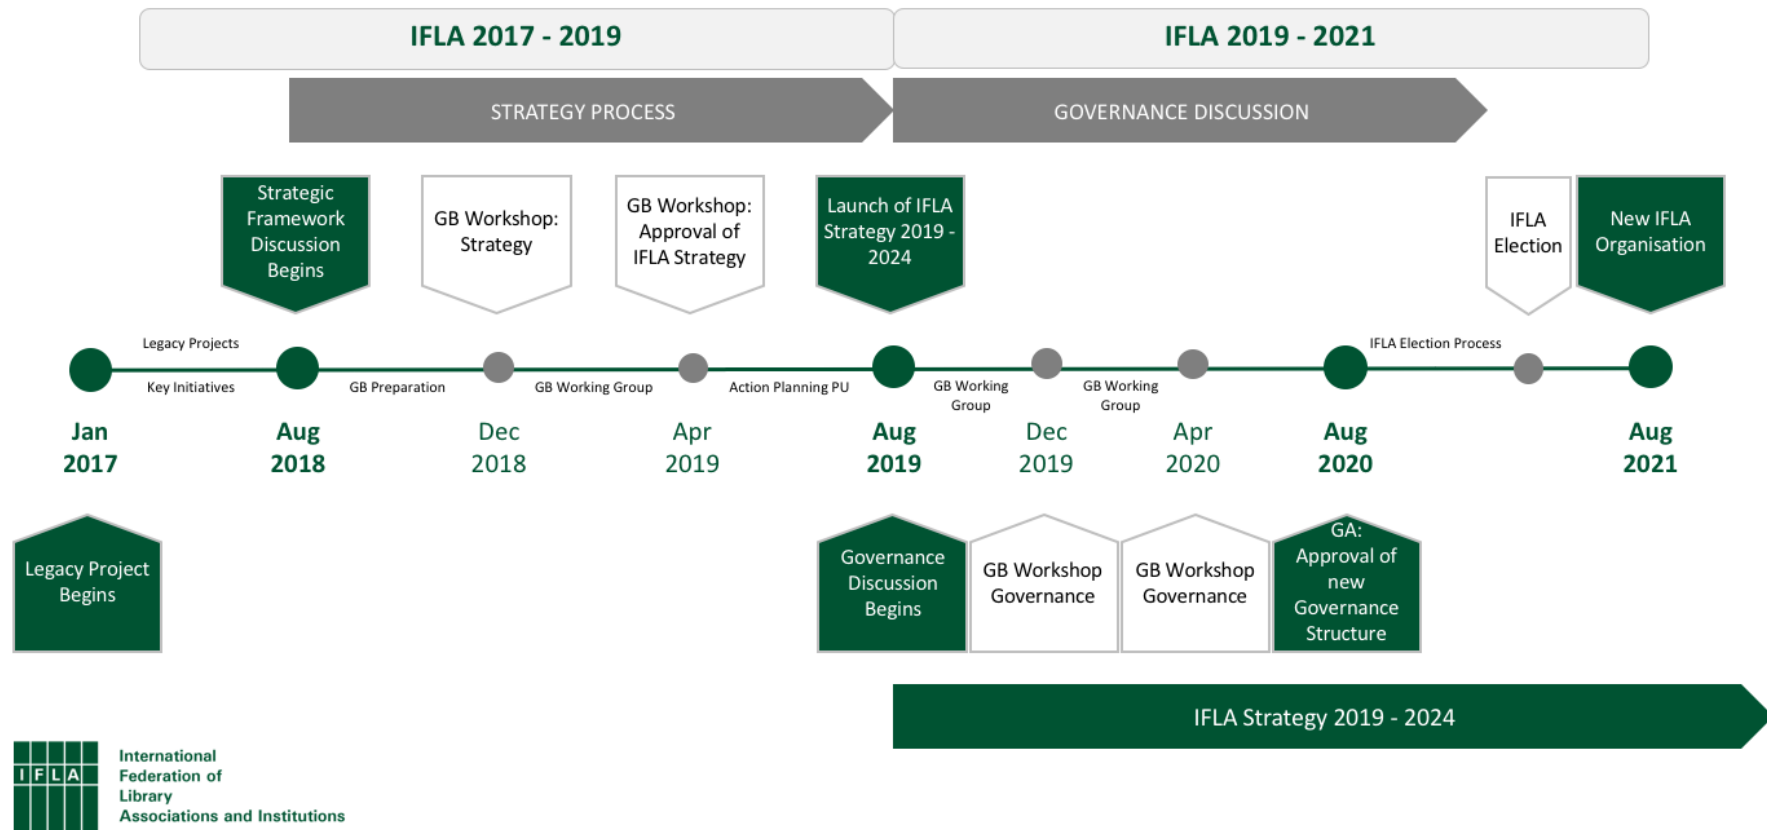 IFLA 2017 - 2019
IFLA 2019 - 2021
STRATEGY PROCESS
GOVERNANCE DISCUSSION
Strategic
Framework
Discussion
Begins
GB Workshop:
Strategy
GB Workshop:
Approval of
IFLA Strategy
Launch of IFLA
Strategy 2019 -
2024
IFLA
Election
New IFLA
Organisation
Legacy Projects
Key Initiatives
GB Preparation
GB Working Group
Action Planning PU
GB Working
Group
GB Working
Group
IFLA Election Process
Jan
2017
Aug
2018
Dec
2018
Apr
2019
Aug
2019
Dec
2019
Apr
2020
Aug
2020
Aug
2021
Legacy Project
Begins
Governance
Discussion
Begins
GB Workshop
Governance
GB Workshop
Governance
GA:
Approval of
new
Governance
Structure
IFLA Strategy 2019 - 2024
IFLA
International
Federation of
Library
Associations and Institutions